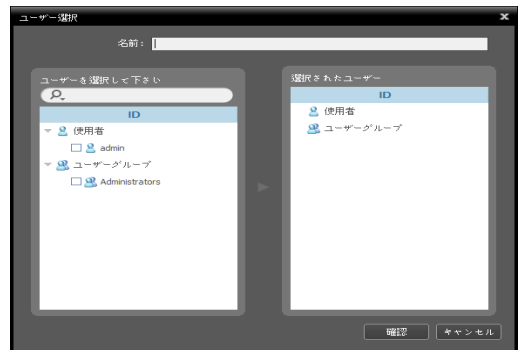 ユーザー選択
名前:
ユーザーを選択して下さい
ID
使用者
admin
ユーザーグループ
Administrators
選択されたユーザー
ID
使用者
ユーザーグループ
確認
キャンセル